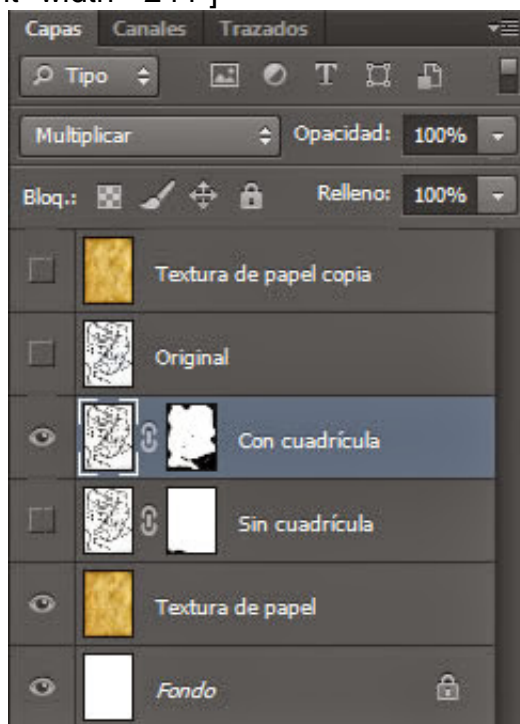 width
Capas Canales Trazados
Tipo
Multiplicar Opacidad: 100%
Bloq.: Relleno: 100%
Textura de papel copia
Original
Con cuadrícula
Sin cuadrícula
Textura de papel
Fondo